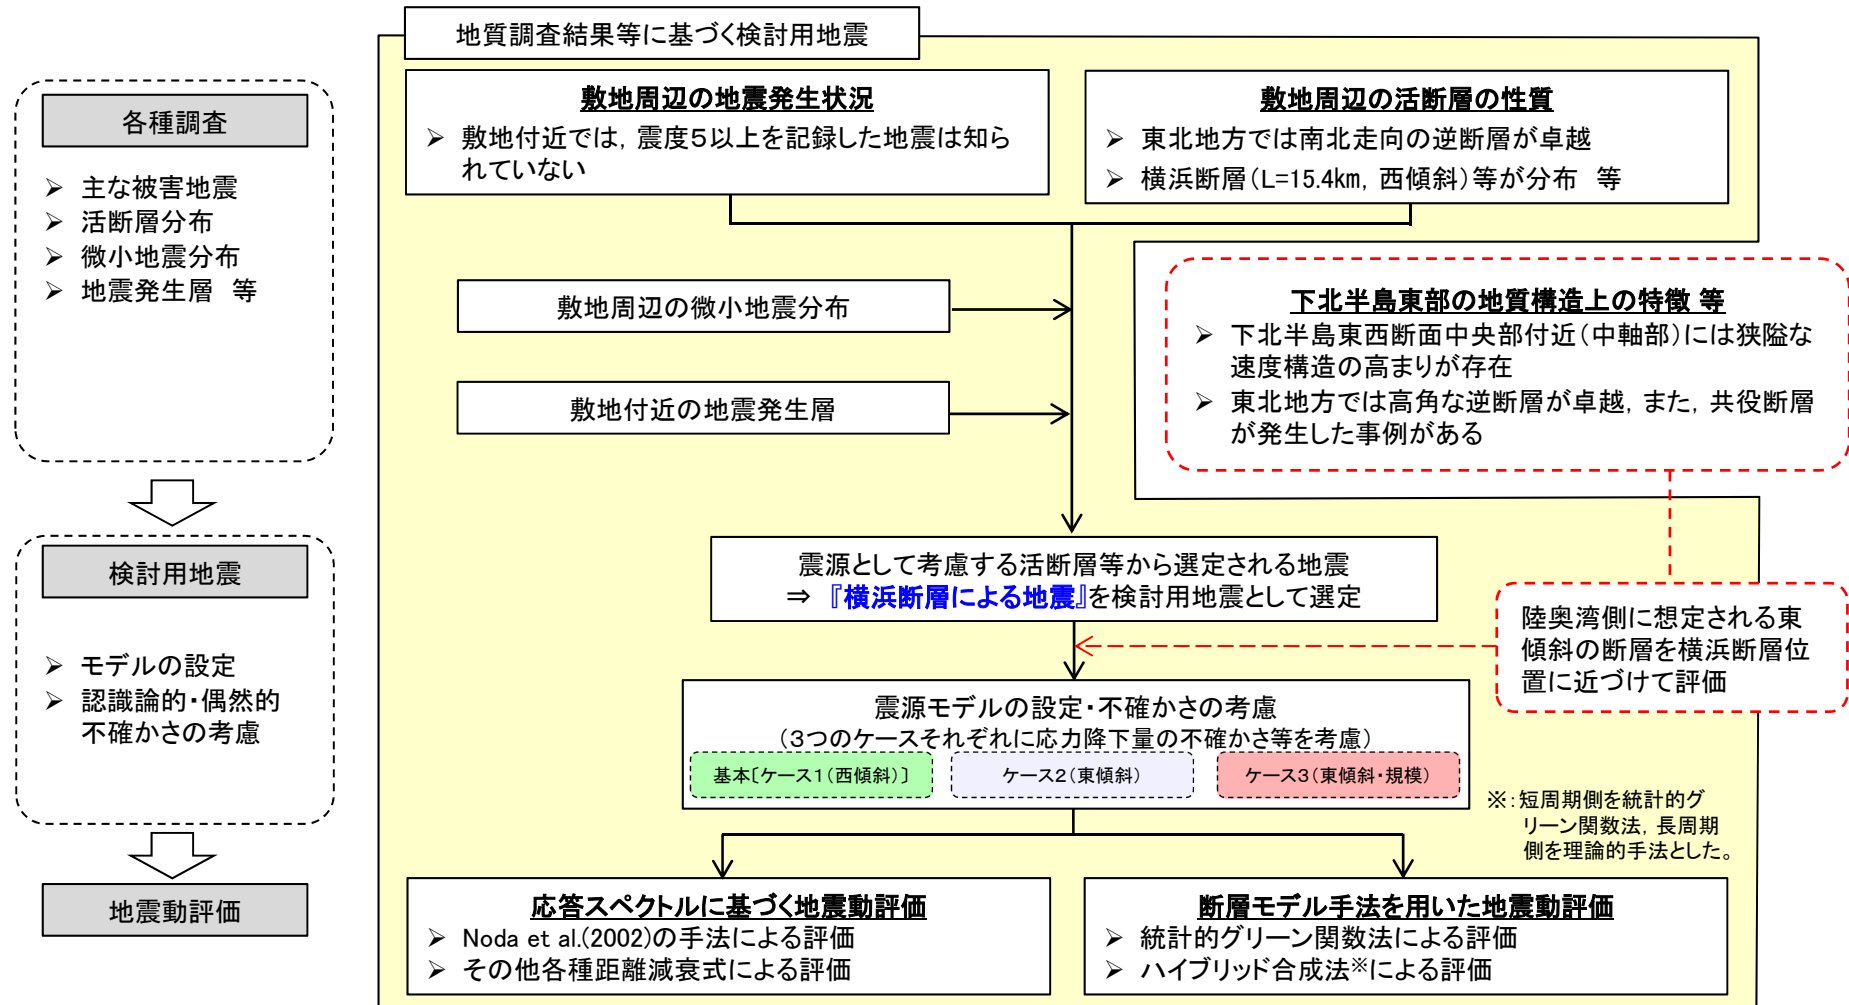 地質調査結果等に基づく検討用地震
各種調査
➢ 主な被害地震
➢ 活断層分布
➢ 微小地震分布
➢ 地震発生層　等
検討用地震
➢ モデルの設定
➢ 認識論的・偶然的
不確かさの考慮
地震動評価
敷地周辺の地震発生状況
➢ 敷地付近では，震度５以上を記録した地震は知ら
れていない
敷地周辺の活断層の性質
➢ 東北地方では南北走向の逆断層が卓越
➢ 横浜断層（L=15.4km，西傾斜）等が分布　等
敷地周辺の微小地震分布
敷地付近の地震発生層
下北半島東部の地質構造上の特徴 等
➢ 下北半島東西断面中央部付近（中軸部）には狭隘な
速度構造の高まりが存在
➢ 東北地方では高角な逆断層が卓越，また，共役断層
が発生した事例がある
震源として考慮する活断層等から選定される地震
⇒ 『横浜断層による地震』を検討用地震として選定
陸奥湾側に想定される東
傾斜の断層を横浜断層位
置に近づけて評価
震源モデルの設定・不確かさの考慮
（３つのケースそれぞれに応力降下量の不確かさ等を考慮）
基本〔ケース１（西傾斜）〕
ケース２（東傾斜）
ケース３（東傾斜・規模）
※：短周期側を統計的グ
リーン関数法，長周期
側を理論的手法とした。
応答スペクトルに基づく地震動評価
➢ Noda et al.(2002)の手法による評価
➢ その他各種距離減衰式による評価
断層モデル手法を用いた地震動評価
➢ 統計的グリーン関数法による評価
➢ ハイブリッド合成法※による評価